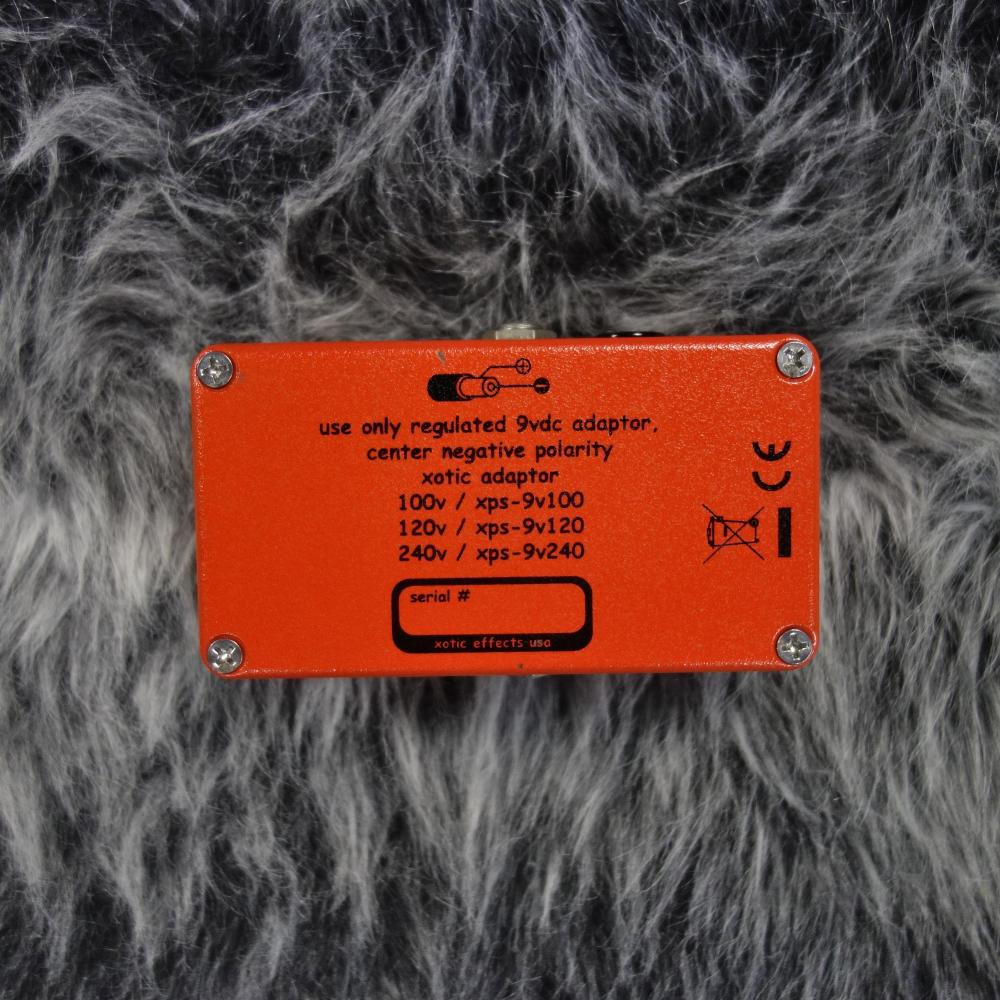 use only regulated 9vdc adaptor,
center negative polarity
xotic adaptor
100v / xps-9v100
120v / xps-9v120
240v / xps-9v240
serial #
xotic effects usa
CE